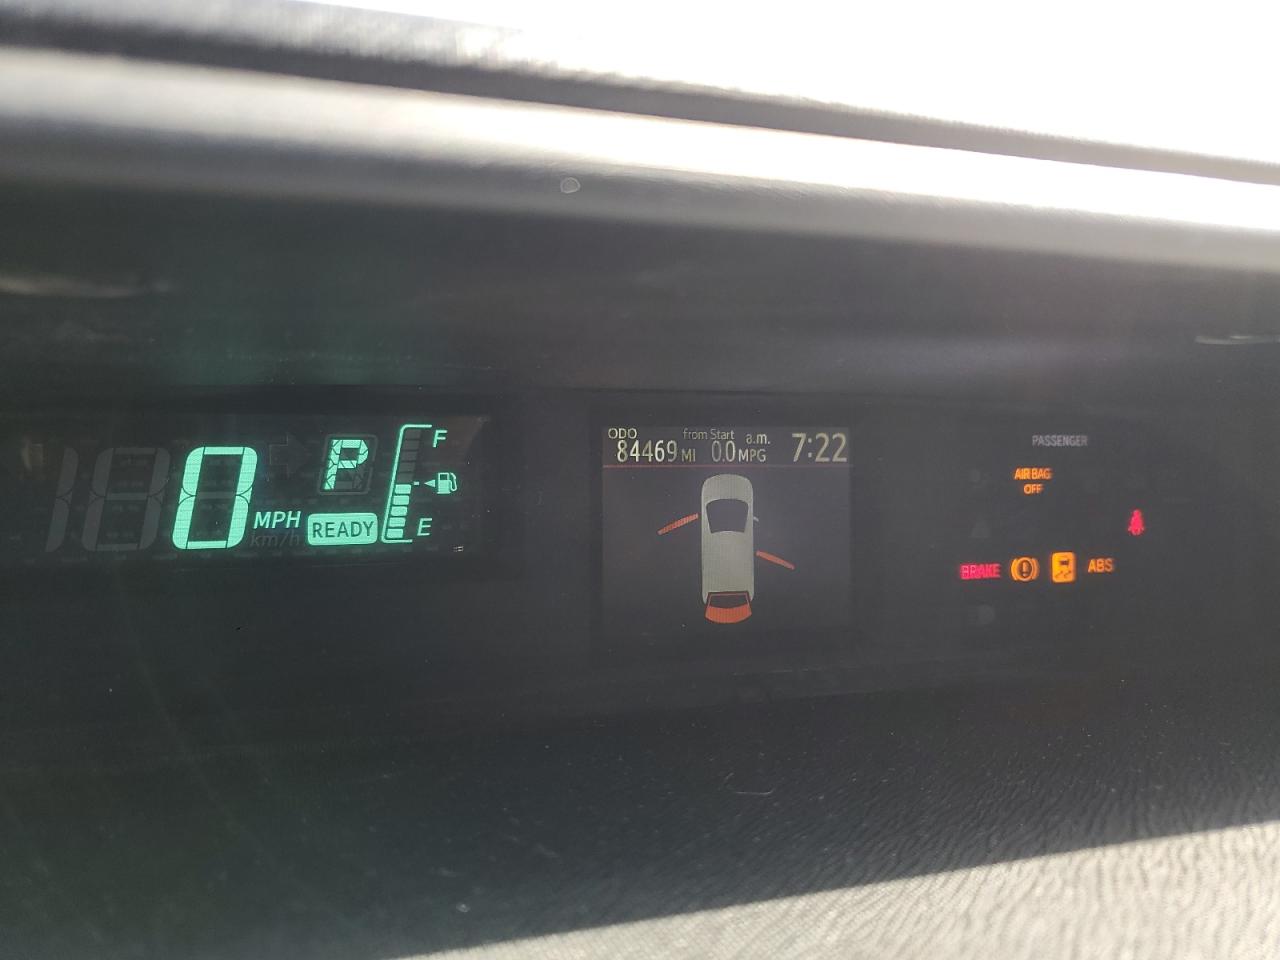 0 MPH
km/h
P
READY
F
E
ODO
84469 MI
from Start
0.0 MPG
a.m.
7:22
PASSENGER
AIR BAG
OFF
BRAKE
ABS